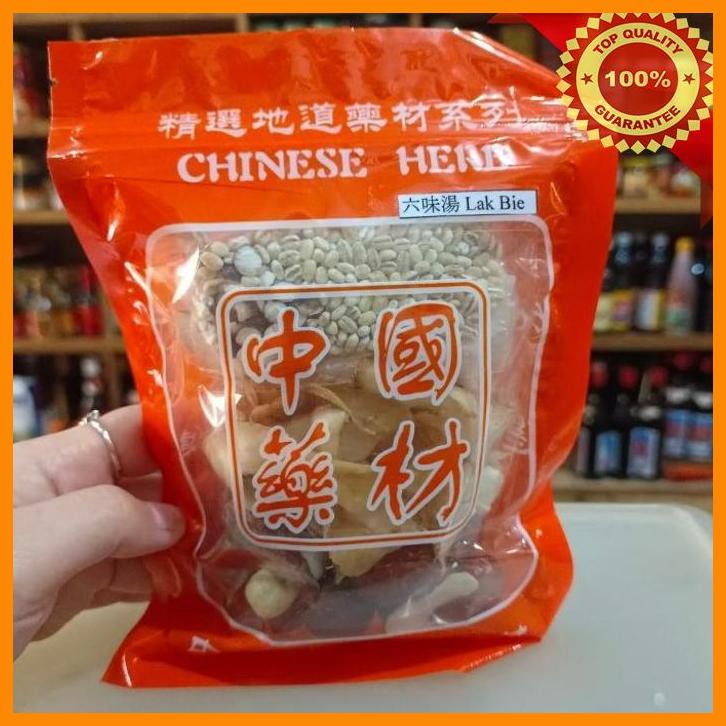 TOP QUALITY
100%
GUARANTEE
精選地道藥材系列
CHINESE HERB
六味湯 Lak Bie
中國
藥材